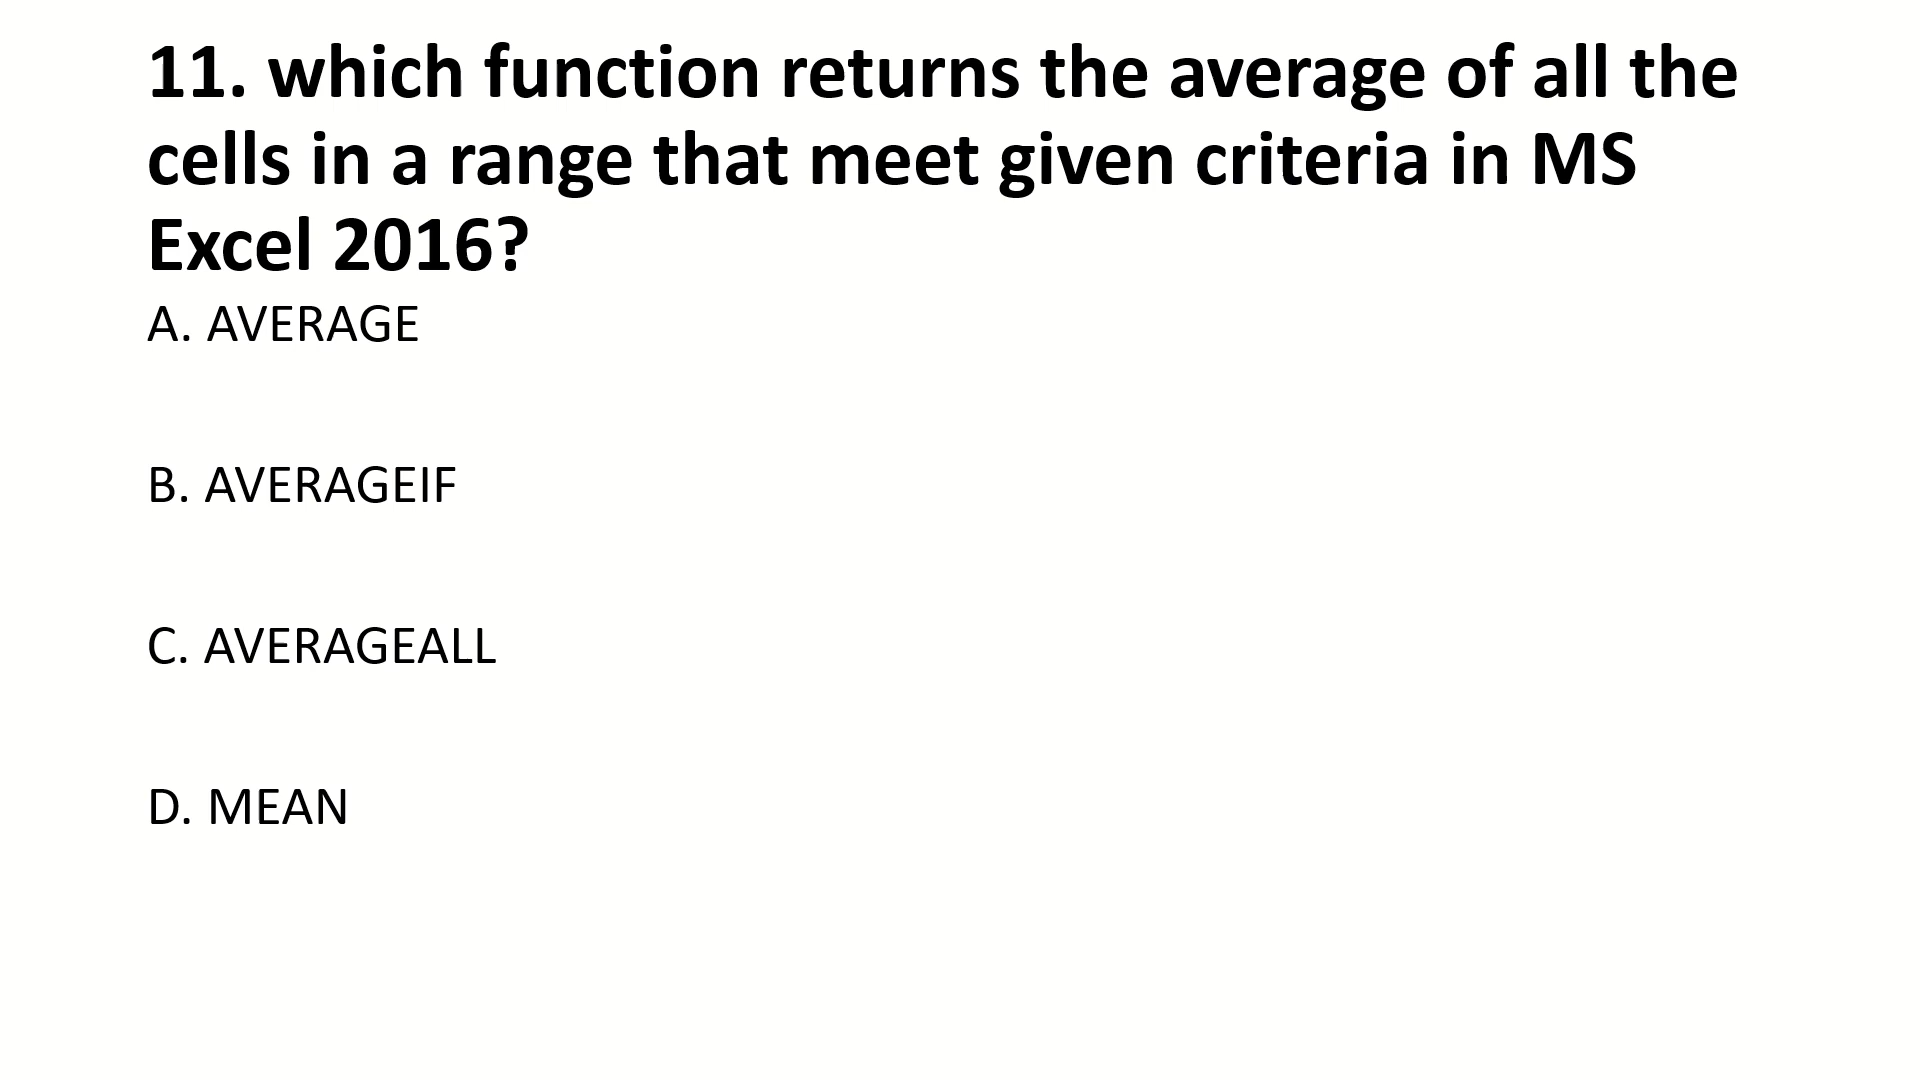 11. which function returns the average of all the
cells in a range that meet given criteria in MS
Excel 2016?
A. AVERAGE
B. AVERAGEIF
C. AVERAGEALL
D. MEAN